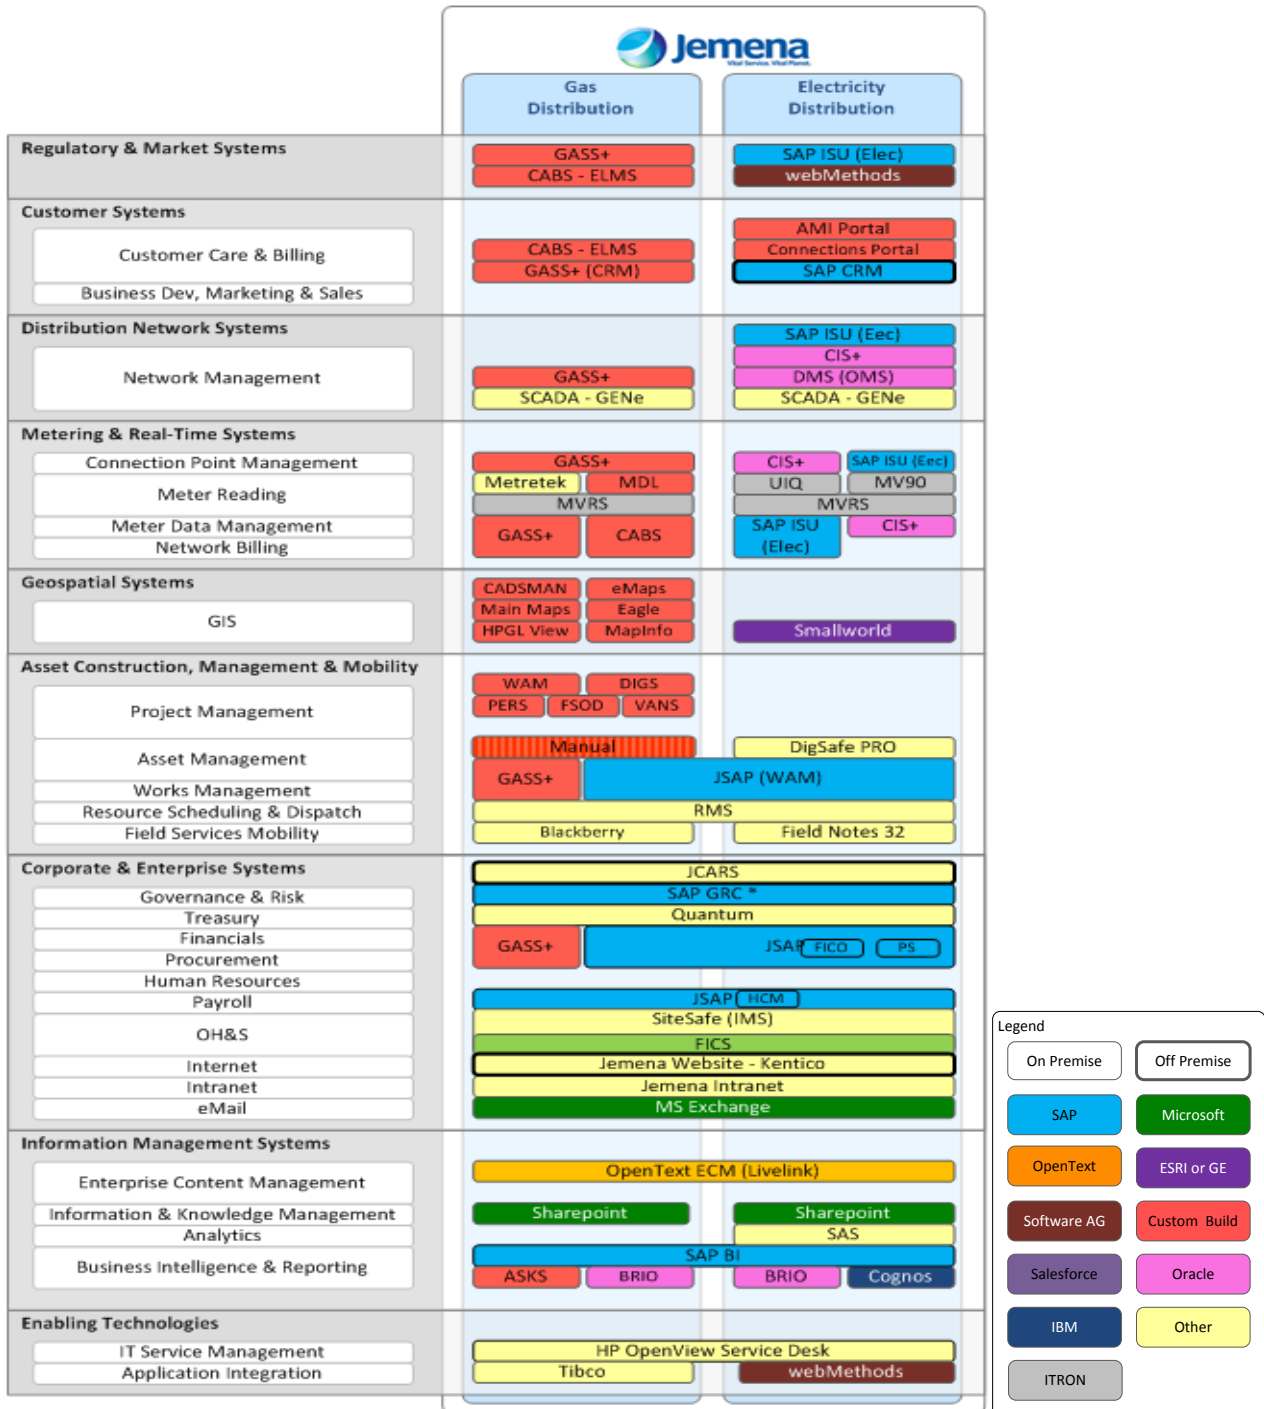 Jemena
Vital Service. Vital Planet.
Gas
Distribution
Electricity
Distribution
Regulatory & Market Systems
GASS+
SAP ISU (Elec)
CABS - ELMS
webMethods
Customer Systems
AMI Portal
Customer Care & Billing
CABS - ELMS
Connections Portal
GASS+ (CRM)
SAP CRM
Business Dev, Marketing & Sales
Distribution Network Systems
SAP ISU (Eec)
CIS+
Network Management
GASS+
DMS (OMS)
SCADA - GENe
SCADA - GENe
Metering & Real-Time Systems
Connection Point Management
GASS+
CIS+
SAP ISU (Eec)
Meter Reading
Metretek
MDL
UIQ
MV90
MVRS
MVRS
Meter Data Management
Network Billing
GASS+
CABS
SAP ISU
(Elec)
CIS+
Geospatial Systems
CADSMAN
eMaps
GIS
Main Maps
Eagle
HPGL View
MapInfo
Smallworld
Asset Construction, Management & Mobility
WAM
DIGS
Project Management
PERS
FSOD
VANS
Asset Management
Manual
DigSafe PRO
GASS+
JSAP (WAM)
Works Management
Resource Scheduling & Dispatch
RMS
Field Services Mobility
Blackberry
Field Notes 32
Corporate & Enterprise Systems
JCARS
Governance & Risk
SAP GRC *
Treasury
Quantum
Financials
GASS+
JSAP
FICO
PS
Procurement
Human Resources
Payroll
JSAP
HCM
OH&S
SiteSafe (IMS)
FICS
Internet
Jemena Website - Kentico
Intranet
Jemena Intranet
eMail
MS Exchange
Information Management Systems
Enterprise Content Management
OpenText ECM (Livelink)
Information & Knowledge Management
Sharepoint
Sharepoint
Analytics
SAS
Business Intelligence & Reporting
SAP BI
ASKS
BRIO
BRIO
Cognos
Enabling Technologies
IT Service Management
HP OpenView Service Desk
Application Integration
Tibco
webMethods
Legend
On Premise
Off Premise
SAP
Microsoft
OpenText
ESRI or GE
Software AG
Custom Build
Salesforce
Oracle
IBM
Other
ITRON